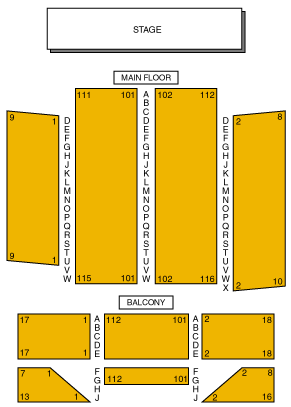 STAGE
MAIN FLOOR
111 101 A 102 112
B
C
9 1 D D 2 8
E E
F F
G G
H H
J J
K K
L L
M M
N N
O O
P P
Q Q
R R
S S
T T
9 1 U U
V V
115 101 W W 102 116 W
X 2 10
BALCONY
17 1 A 112 101 A 2 18
B B
C C
D D
17 1 E E 2 18
7 1 F F 2 8
G 112 101 G
H H
13 1 J J 2 16